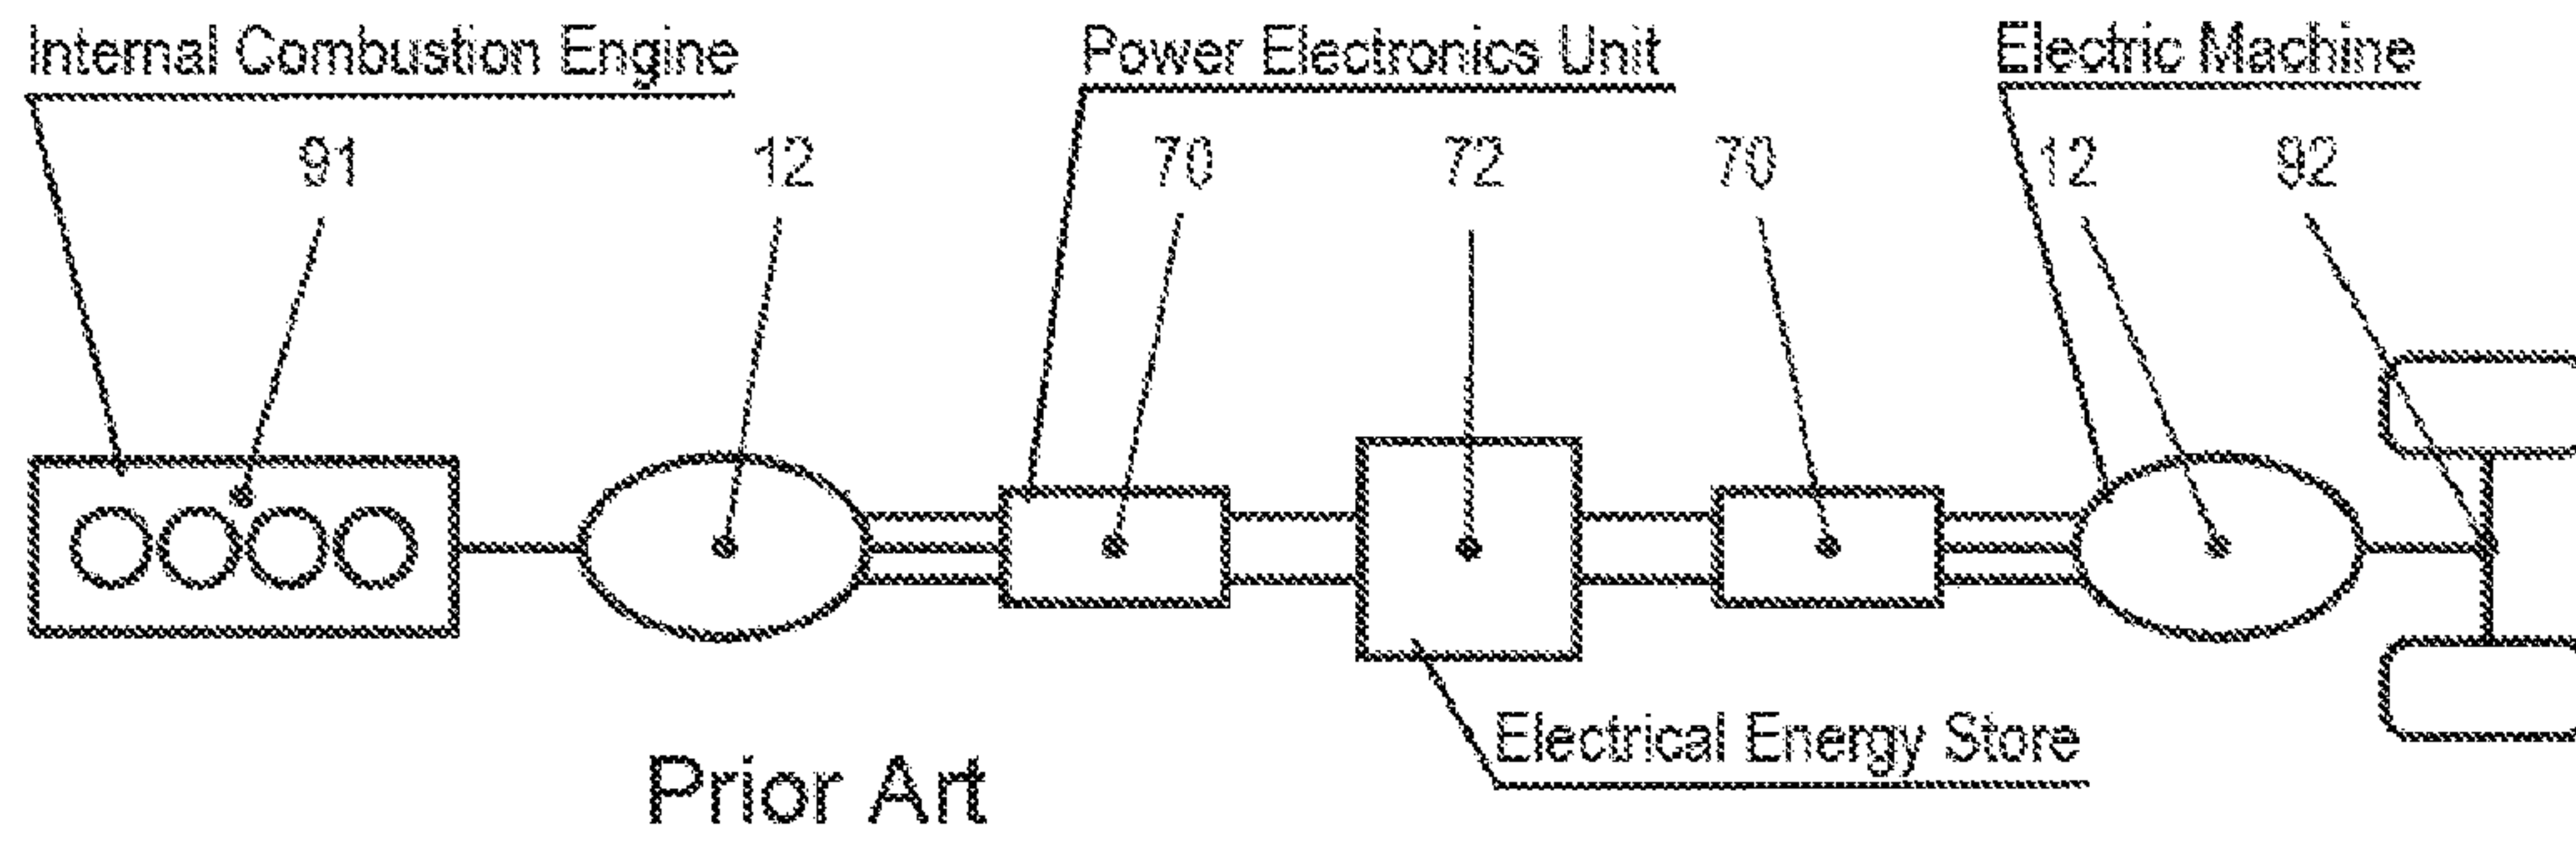 Internal Combustion Engine
Power Electronics Unit
Electric Machine
91
12
70
72
70
12
92
Electrical Energy Store
Prior Art